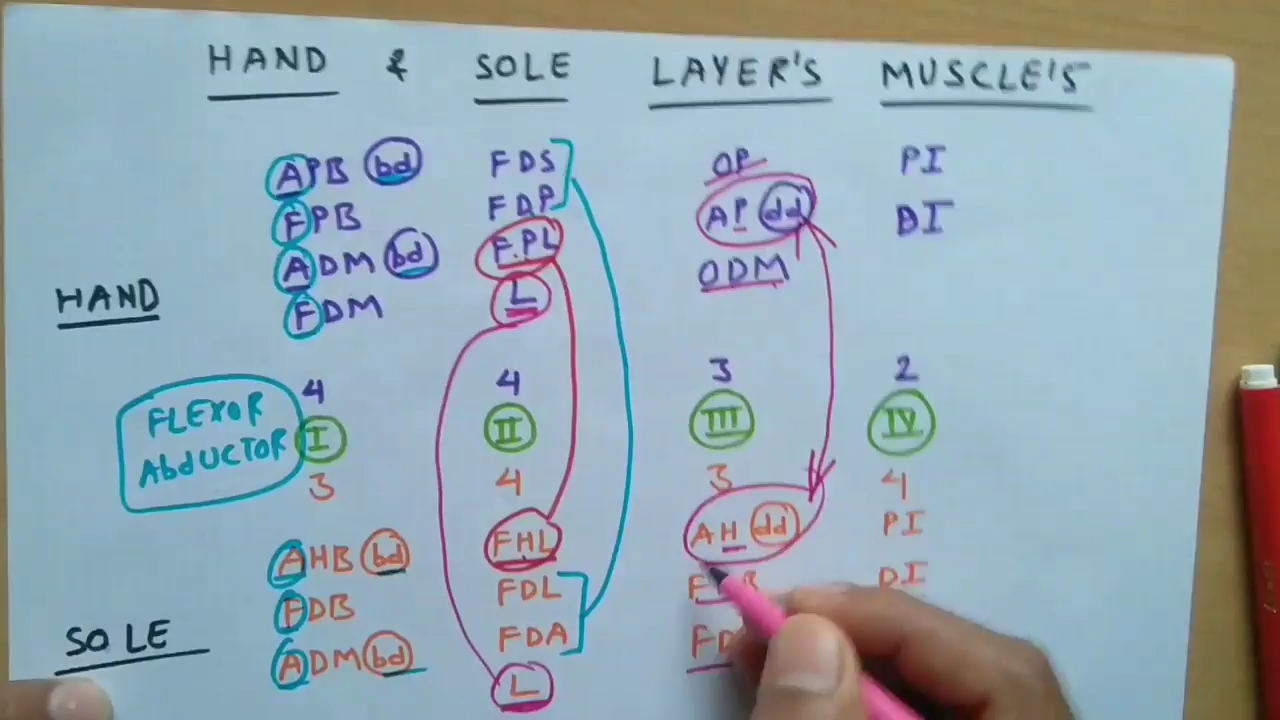 HAND & SOLE LAYER'S MUSCLE'S
APB bd FDS OP PI
FPB FDP AP dd DI
ADM bd F.PL ODM
HAND FDM L
4 4 3 2
FLEXOR AbDUCTOR I II III IV
3 4 3 4
AHB bd FHL AH dd PI
FDB FDL DI
SOLE ADM bd FDA
L